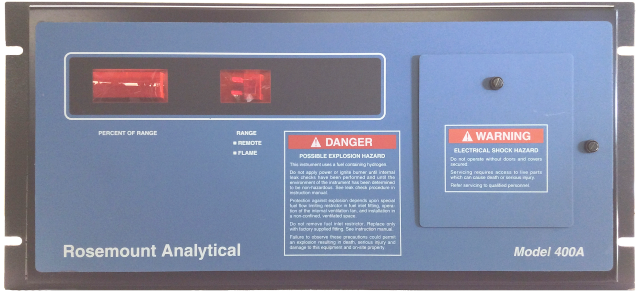 PERCENT OF RANGE
RANGE
REMOTE
FLAME
DANGER
POSSIBLE EXPLOSION HAZARD
This instrument uses a fuel containing hydrogen.
Do not apply power or ignite burner until internal
leak checks have been performed and until the
environment of the instrument has been determined
to be non-hazardous. See leak check procedure in
instruction manual.
Protection against explosion depends upon special
fuel flow limiting restrictor in fuel inlet fitting, opera-
tion of the internal ventilation fan, and installation in
a non-confined, ventilated space.
Do not remove fuel inlet restrictor. Replace only
with factory supplied fitting. See instruction manual.
Failure to observe these precautions could permit
an explosion resulting in death, serious injury and
damage to this equipment and on-site property.
WARNING
ELECTRICAL SHOCK HAZARD
Do not operate without doors and covers
secured.
Servicing requires access to live parts
which can cause death or serious injury.
Refer servicing to qualified personnel.
Rosemount Analytical
Model 400A